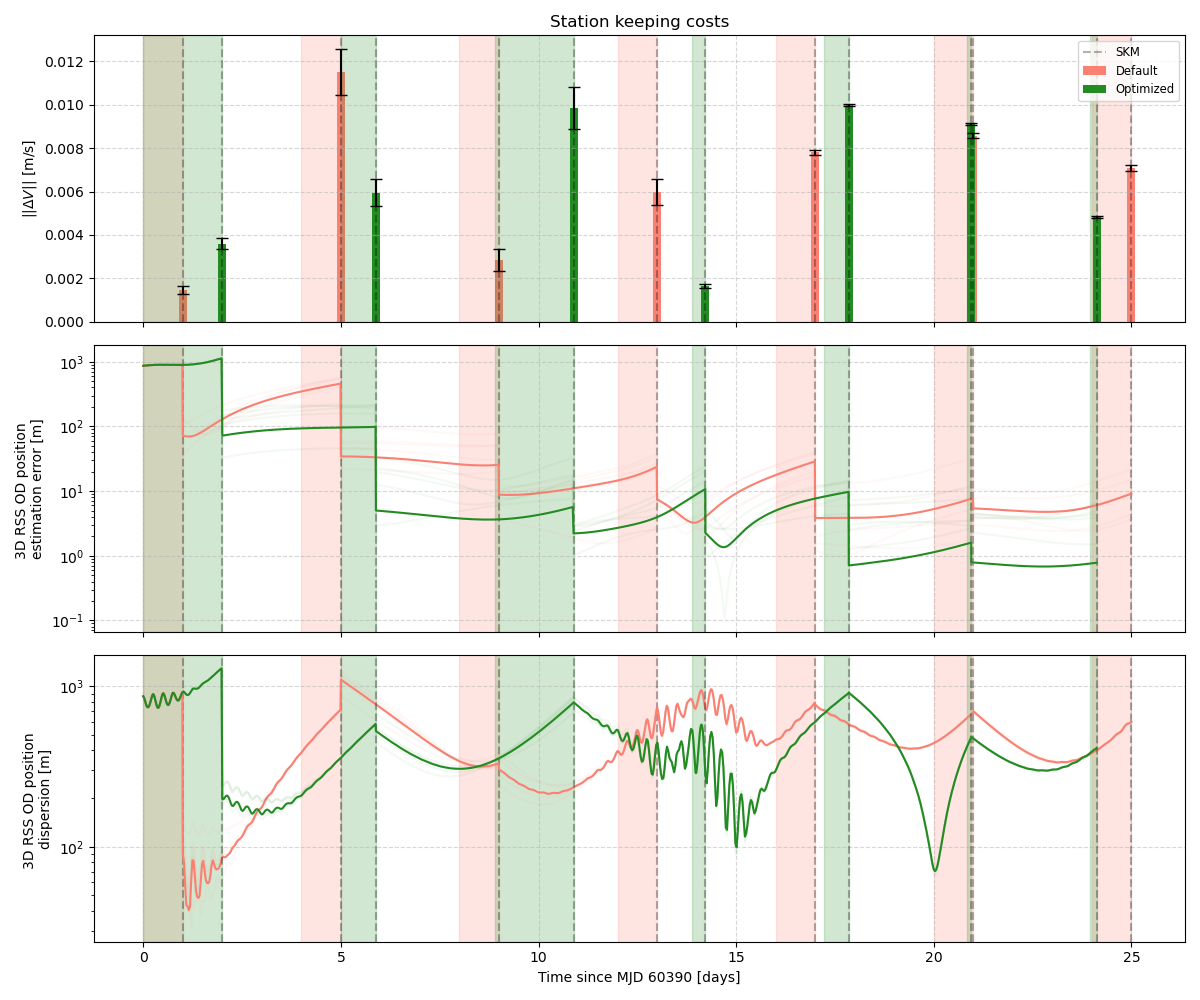 Station keeping costs
SKM
Default
Optimized
||ΔV|| [m/s]
0.012
0.010
0.008
0.006
0.004
0.002
0.000
3D RSS OD position
estimation error [m]
10³
10²
10¹
10⁰
10⁻¹
3D RSS OD position
dispersion [m]
10³
10²
0 5 10 15 20 25
Time since MJD 60390 [days]